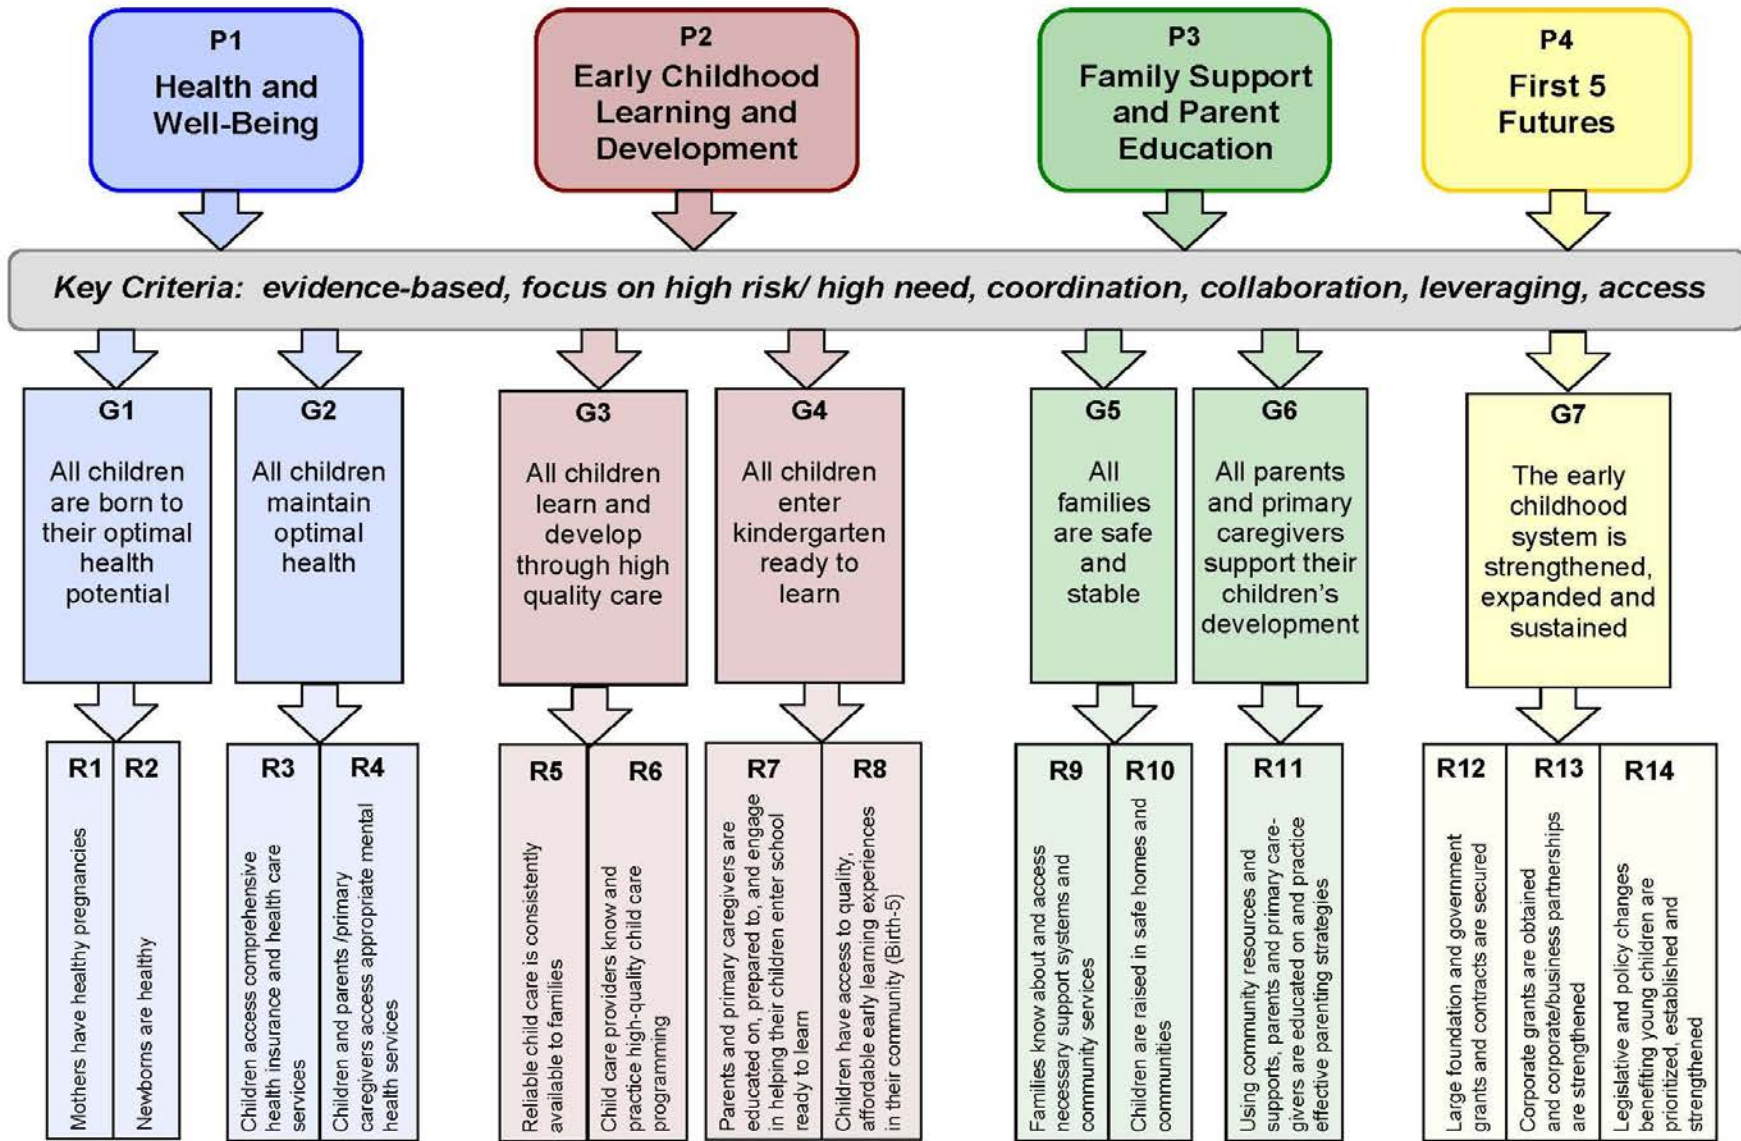 P1
Health and
Well-Being
P2
Early Childhood
Learning and
Development
P3
Family Support
and Parent
Education
P4
First 5
Futures
Key Criteria: evidence-based, focus on high risk/ high need, coordination, collaboration, leveraging, access
G1
All children
are born to
their optimal
health
potential
G2
All children
maintain
optimal
health
G3
All children
learn and
develop
through high
quality care
G4
All children
enter
kindergarten
ready to
learn
G5
All
families
are safe
and
stable
G6
All parents
and primary
caregivers
support their
children’s
development
G7
The early
childhood
system is
strengthened,
expanded and
sustained
R1
Mothers have healthy pregnancies
R2
Newborns are healthy
R3
Children access comprehensive
health insurance and health care
services
R4
Children and parents /primary
caregivers access appropriate mental
health services
R5
Reliable child care is consistently
available to families
R6
Child care providers know and
practice high-quality child care
programming
R7
Parents and primary caregivers are
educated on, prepared to, and engage
in helping their children enter school
ready to learn
R8
Children have access to quality,
affordable early learning experiences
in their community (Birth-5)
R9
Families know about and access
necessary support systems and
community services
R10
Children are raised in safe homes and
communities
R11
Using community resources and
supports, parents and primary care-
givers are educated on and practice
effective parenting strategies
R12
Large foundation and government
grants and contracts are secured
R13
Corporate grants are obtained
and corporate/business partnerships
are strengthened
R14
Legislative and policy changes
benefiting young children are
prioritized, established and
strengthened